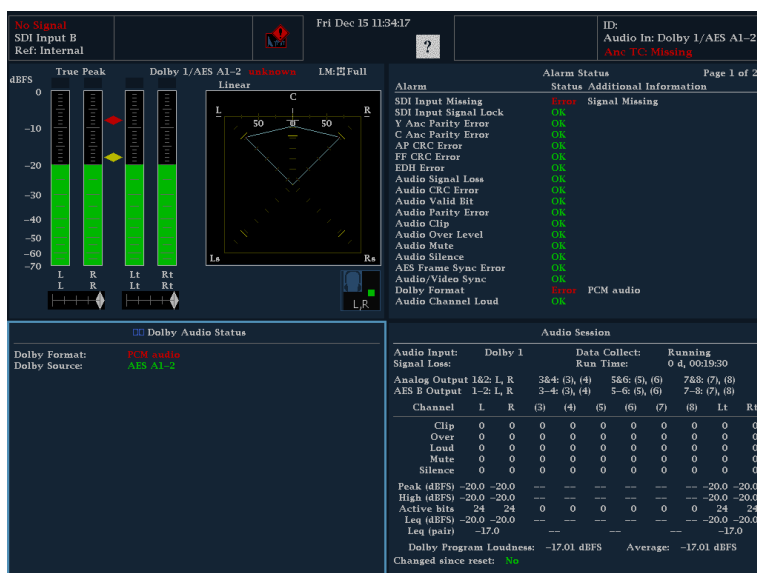 No Signal
SDI Input B
Ref: Internal
Fri Dec 15 11:34:17
?
ID:
Audio In: Dolby 1/AES A1-2
Anc TC: Missing
dBFS
True Peak
Dolby 1/AES A1-2 unknown LM: Full
Linear
0
-10
-20
-30
-40
-50
-60
-70
L R Lt Rt
L R Lt Rt
C
L R
50 0 50
Ls Rs
L,R
Alarm Status Page 1 of 2
Alarm Status Additional Information
SDI Input Missing Error Signal Missing
SDI Input Signal Lock OK
Y Anc Parity Error OK
C Anc Parity Error OK
AP CRC Error OK
FF CRC Error OK
EDH Error OK
Audio Signal Loss OK
Audio CRC Error OK
Audio Valid Bit OK
Audio Parity Error OK
Audio Clip OK
Audio Over Level OK
Audio Mute OK
Audio Silence OK
AES Frame Sync Error OK
Audio/Video Sync OK
Dolby Format Error PCM audio
Audio Channel Loud OK
Dolby Audio Status
Dolby Format: PCM audio
Dolby Source: AES A1-2
Audio Session
Audio Input: Dolby 1 Data Collect: Running
Signal Loss: Run Time: 0 d, 00:19:30
Analog Output 1&2: L, R 3&4: (3), (4) 5&6: (5), (6) 7&8: (7), (8)
AES B Output 1-2: L, R 3-4: (3), (4) 5-6: (5), (6) 7-8: (7), (8)
Channel L R (3) (4) (5) (6) (7) (8) Lt Rt
Clip 0 0 0 0 0 0 0 0 0 0
Over 0 0 0 0 0 0 0 0 0 0
Loud 0 0 0 0 0 0 0 0 0 0
Mute 0 0 0 0 0 0 0 0 0 0
Silence 0 0 0 0 0 0 0 0 0 0
Peak (dBFS) -20.0 -20.0 -- -- -- -- -- -- -20.0 -20.0
High (dBFS) -20.0 -20.0 -- -- -- -- -- -- -20.0 -20.0
Active bits 24 24 0 0 0 0 0 0 24 24
Leq (dBFS) -20.0 -20.0 -- -- -- -- -- -- -20.0 -20.0
Leq (pair) -17.0 -- -- -- -17.0
Dolby Program Loudness: -17.01 dBFS Average: -17.01 dBFS
Changed since reset: No